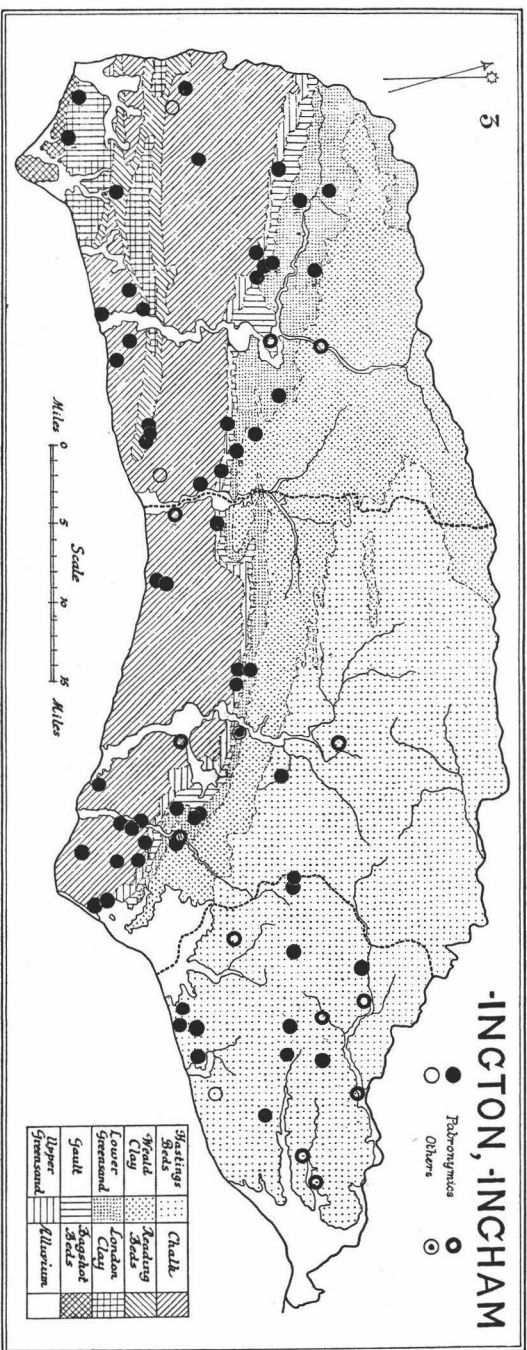 3
-INGTON, -INGHAM
Patronymics
Others
Miles 0 5 10 15 Miles
Scale
Hastings Beds
Chalk
Weald Clay
Reading Beds
Lower Greensand
London Clay
Gault
Bagshot Beds
Upper Greensand
Alluvium